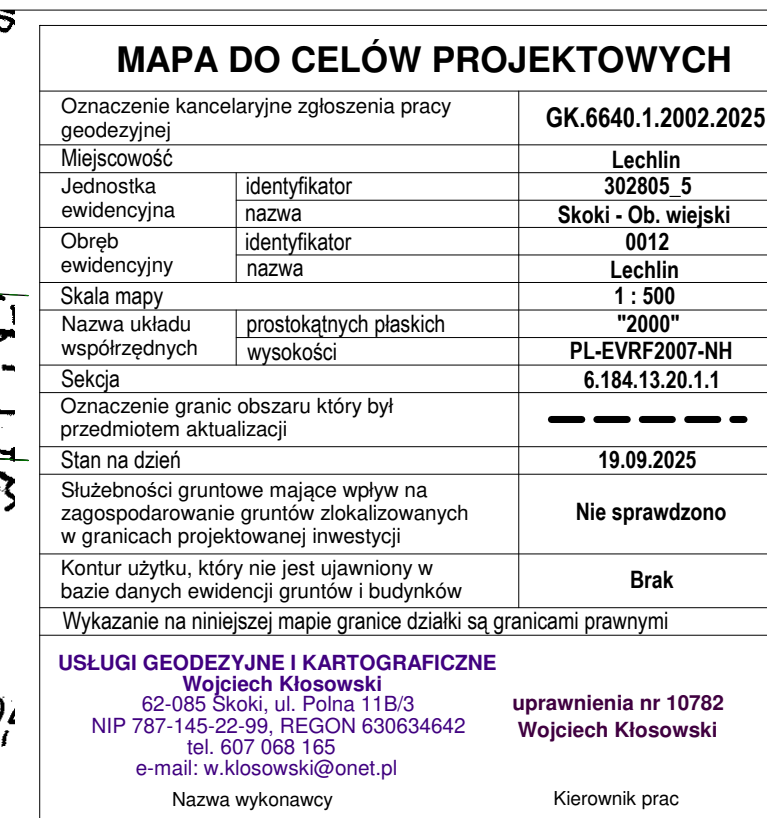 MAPA DO CELÓW PROJEKTOWYCH
Oznaczenie kancelaryjne zgłoszenia pracy
geodezyjnej
GK.6640.1.2002.2025
Miejscowość
Lechlin
Jednostka
ewidencyjna
identyfikator
302805_5
nazwa
Skoki - Ob. wiejski
Obręb
ewidencyjny
identyfikator
0012
nazwa
Lechlin
Skala mapy
1 : 500
Nazwa układu
współrzędnych
prostokątnych płaskich
"2000"
wysokości
PL-EVRF2007-NH
Sekcja
6.184.13.20.1.1
Oznaczenie granic obszaru który był
przedmiotem aktualizacji
Stan na dzień
19.09.2025
Służebności gruntowe mające wpływ na
zagospodarowanie gruntów zlokalizowanych
w granicach projektowanej inwestycji
Nie sprawdzono
Kontur użytku, który nie jest ujawniony w
bazie danych ewidencji gruntów i budynków
Brak
Wykazanie na niniejszej mapie granice działki są granicami prawnymi
USŁUGI GEODEZYJNE I KARTOGRAFICZNE
Wojciech Kłosowski
62-085 Skoki, ul. Polna 11B/3
NIP 787-145-22-99, REGON 630634642
tel. 607 068 165
e-mail: w.klosowski@onet.pl
Nazwa wykonawcy
uprawnienia nr 10782
Wojciech Kłosowski
Kierownik prac